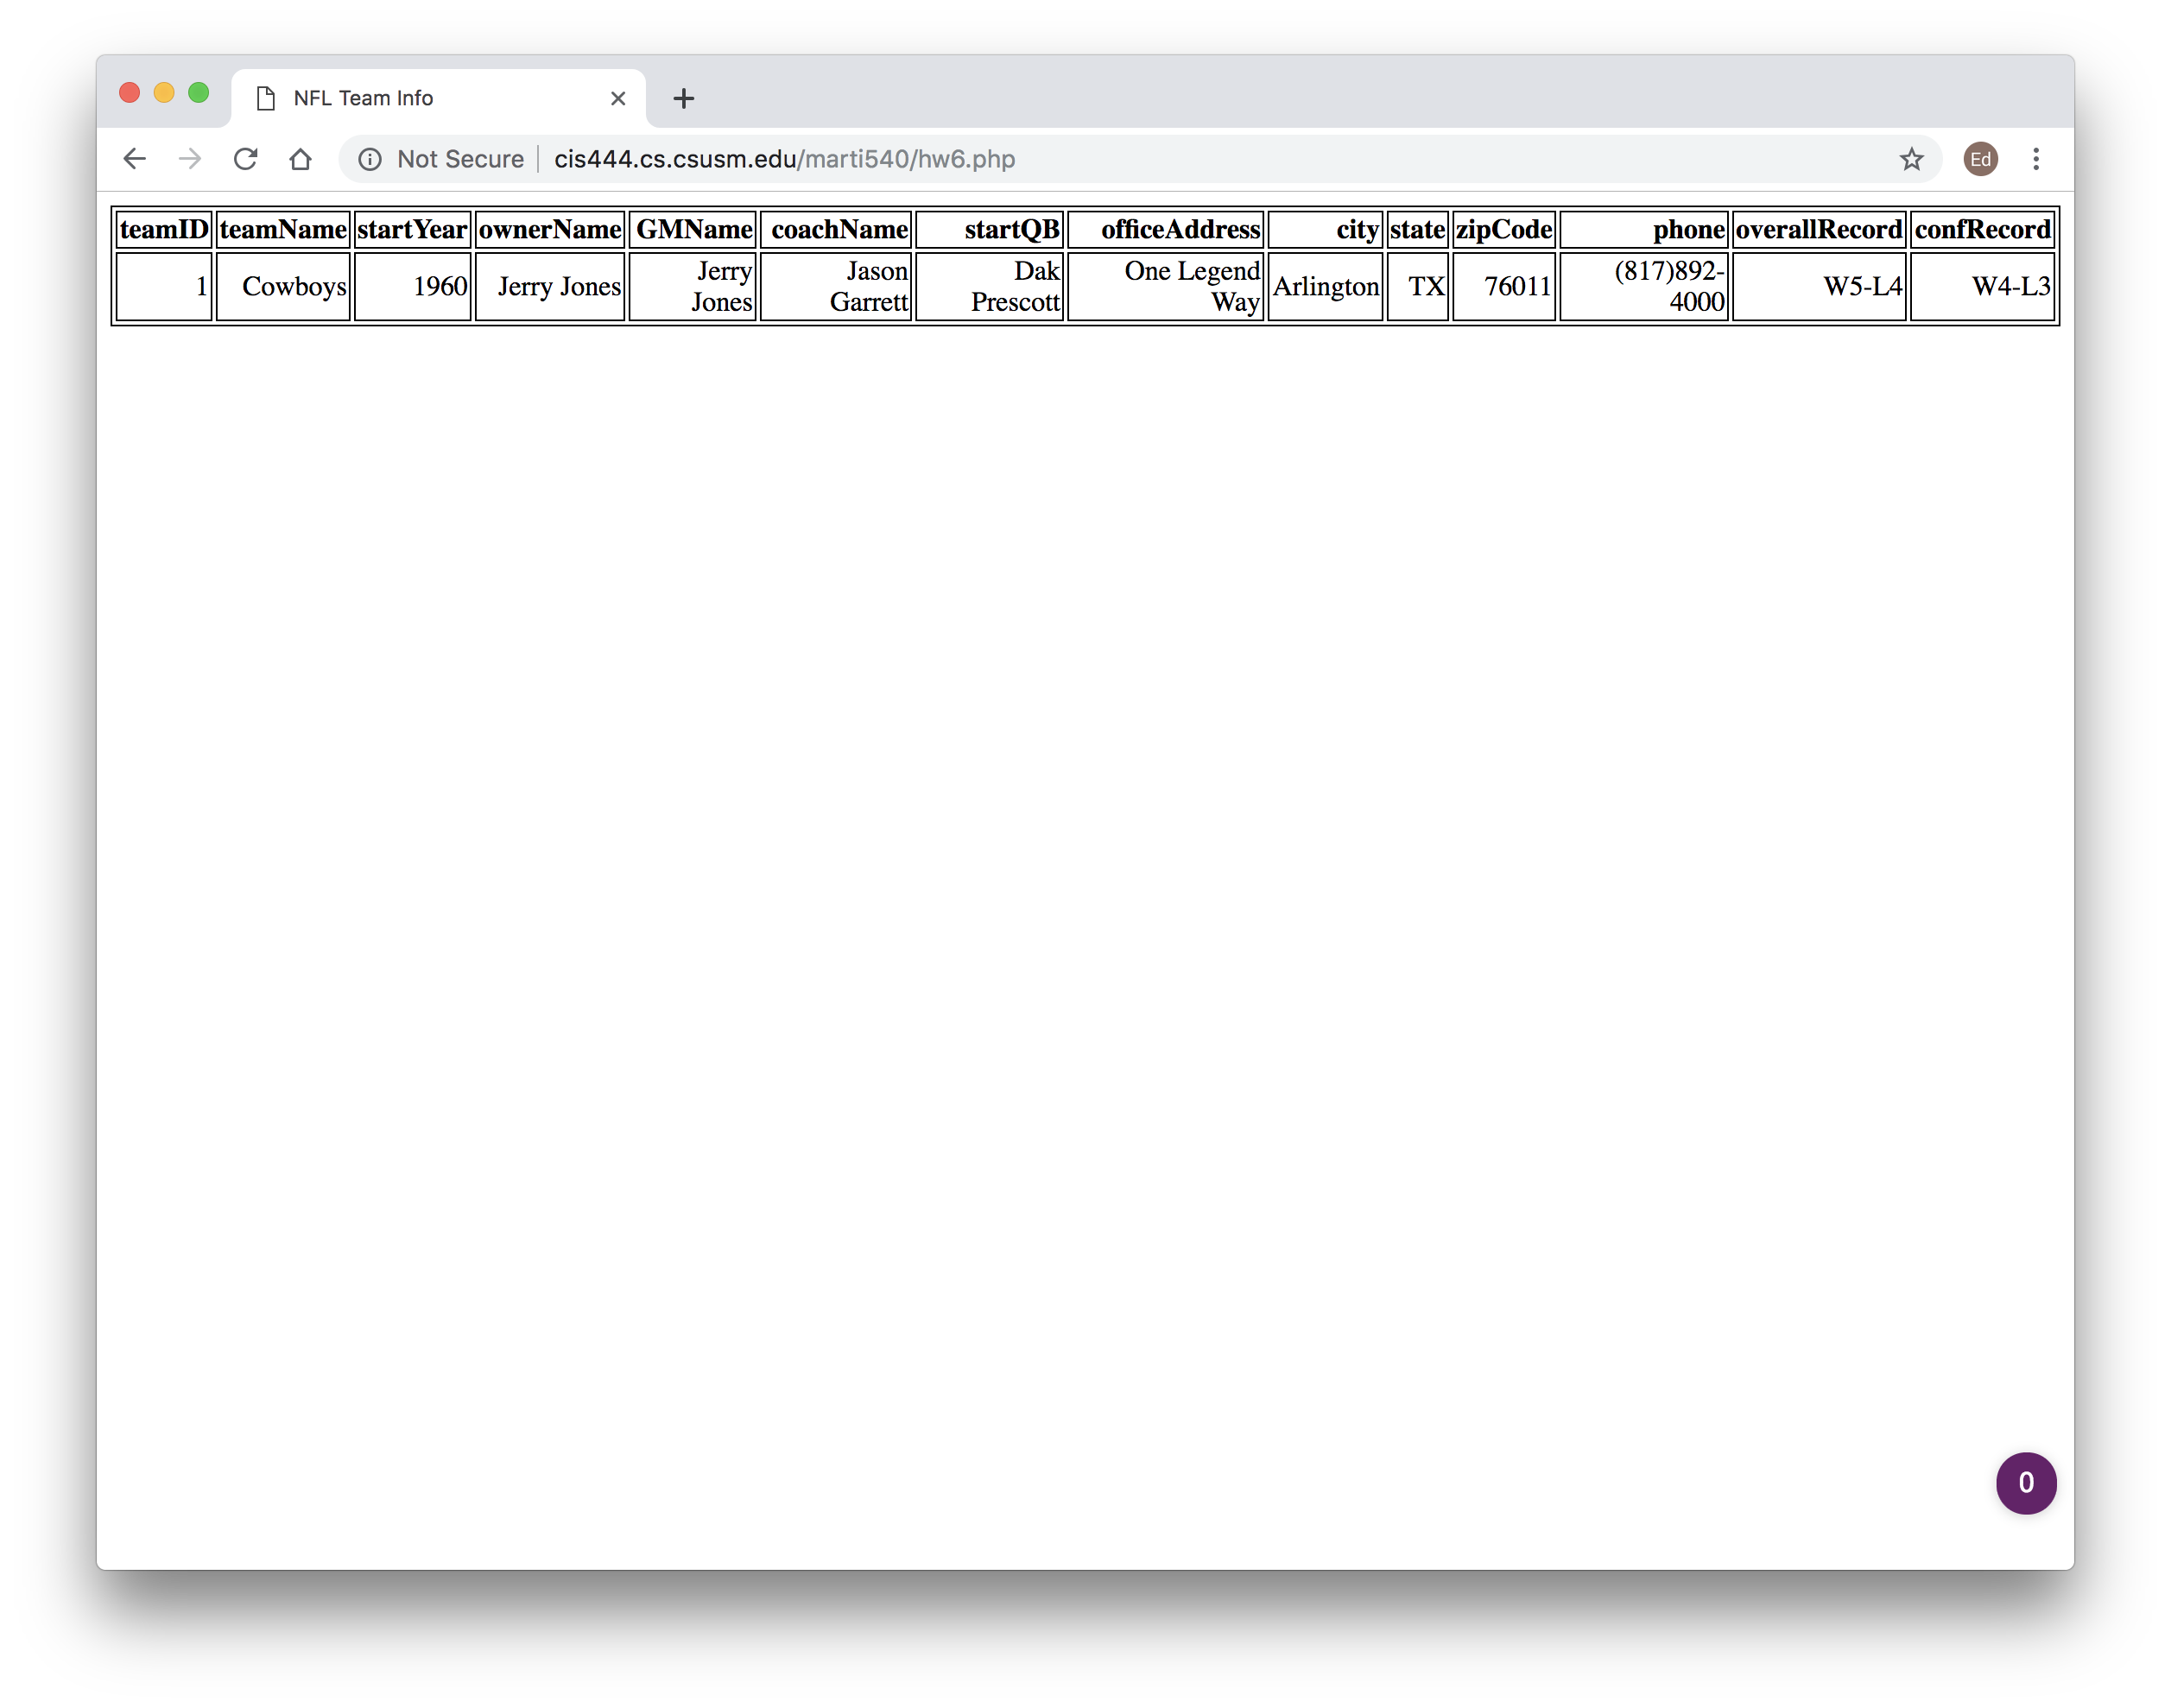 NFL Team Info
Not Secure cis444.cs.csusm.edu/marti540/hw6.php Ed
teamID teamName startYear ownerName GMName coachName startQB officeAddress city state zipCode phone overallRecord confRecord
1 Cowboys 1960 Jerry Jones Jerry Jones Jason Garrett Dak Prescott One Legend Way Arlington TX 76011 (817)892-4000 W5-L4 W4-L3
0